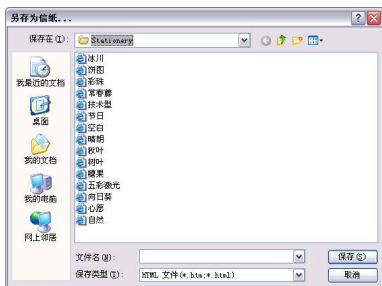 另存为信纸...
保存在(I): Stationery
我最近的文档
桌面
我的文档
我的电脑
网上邻居
冰川
饼图
彩珠
常春藤
技术型
节日
空白
晴朗
秋叶
树叶
糖果
五彩激光
向日葵
心愿
自然
文件名(N): 保存(S)
保存类型(T): HTML 文件(*.htm;*.html) 取消